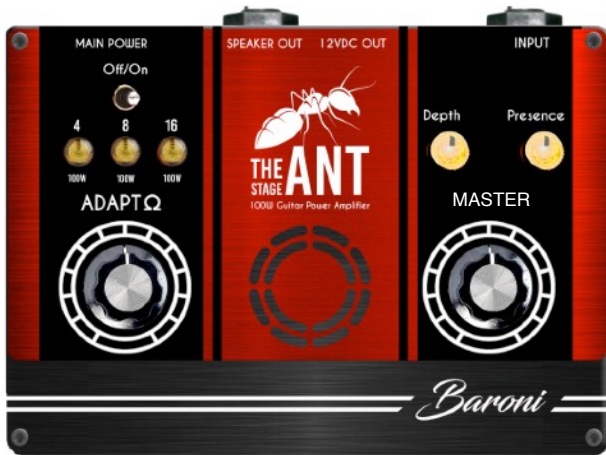 MAIN POWER
SPEAKER OUT 12VDC OUT
INPUT
Off/On
4 8 16
100W 100W 100W
ADAPTΩ
THE STAGE ANT
100W Guitar Power Amplifier
Depth Presence
MASTER
Baroni